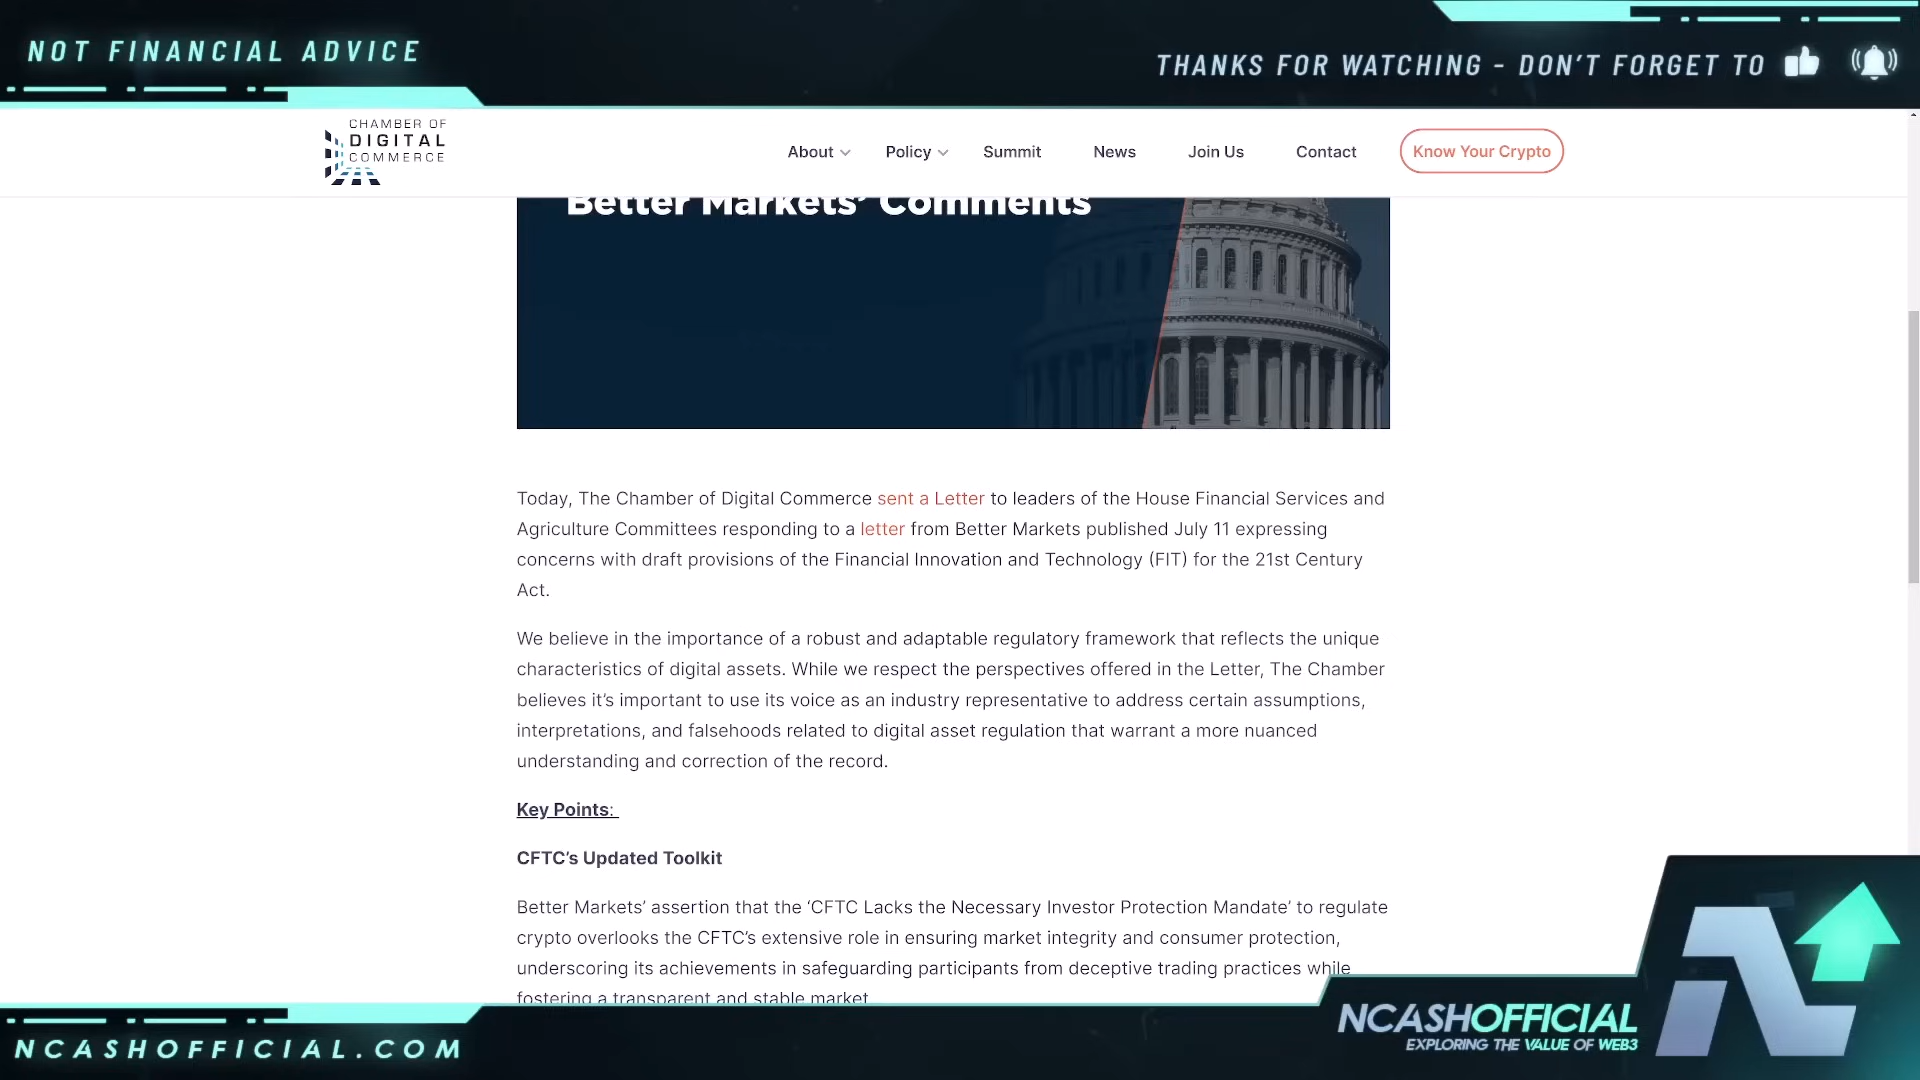 NOT FINANCIAL ADVICE
THANKS FOR WATCHING - DON'T FORGET TO
CHAMBER OF
DIGITAL
COMMERCE
About
Policy
Summit
News
Join Us
Contact
Know Your Crypto
Better Markets' Comments
Today, The Chamber of Digital Commerce sent a Letter to leaders of the House Financial Services and
Agriculture Committees responding to a letter from Better Markets published July 11 expressing
concerns with draft provisions of the Financial Innovation and Technology (FIT) for the 21st Century
Act.
We believe in the importance of a robust and adaptable regulatory framework that reflects the unique
characteristics of digital assets. While we respect the perspectives offered in the Letter, The Chamber
believes it's important to use its voice as an industry representative to address certain assumptions,
interpretations, and falsehoods related to digital asset regulation that warrant a more nuanced
understanding and correction of the record.
Key Points:
CFTC's Updated Toolkit
Better Markets' assertion that the 'CFTC Lacks the Necessary Investor Protection Mandate' to regulate
crypto overlooks the CFTC's extensive role in ensuring market integrity and consumer protection,
underscoring its achievements in safeguarding participants from deceptive trading practices while
fostering a transparent and stable market
NCASHOFFICIAL.COM
NCASHOFFICIAL
EXPLORING THE VALUE OF WEB3